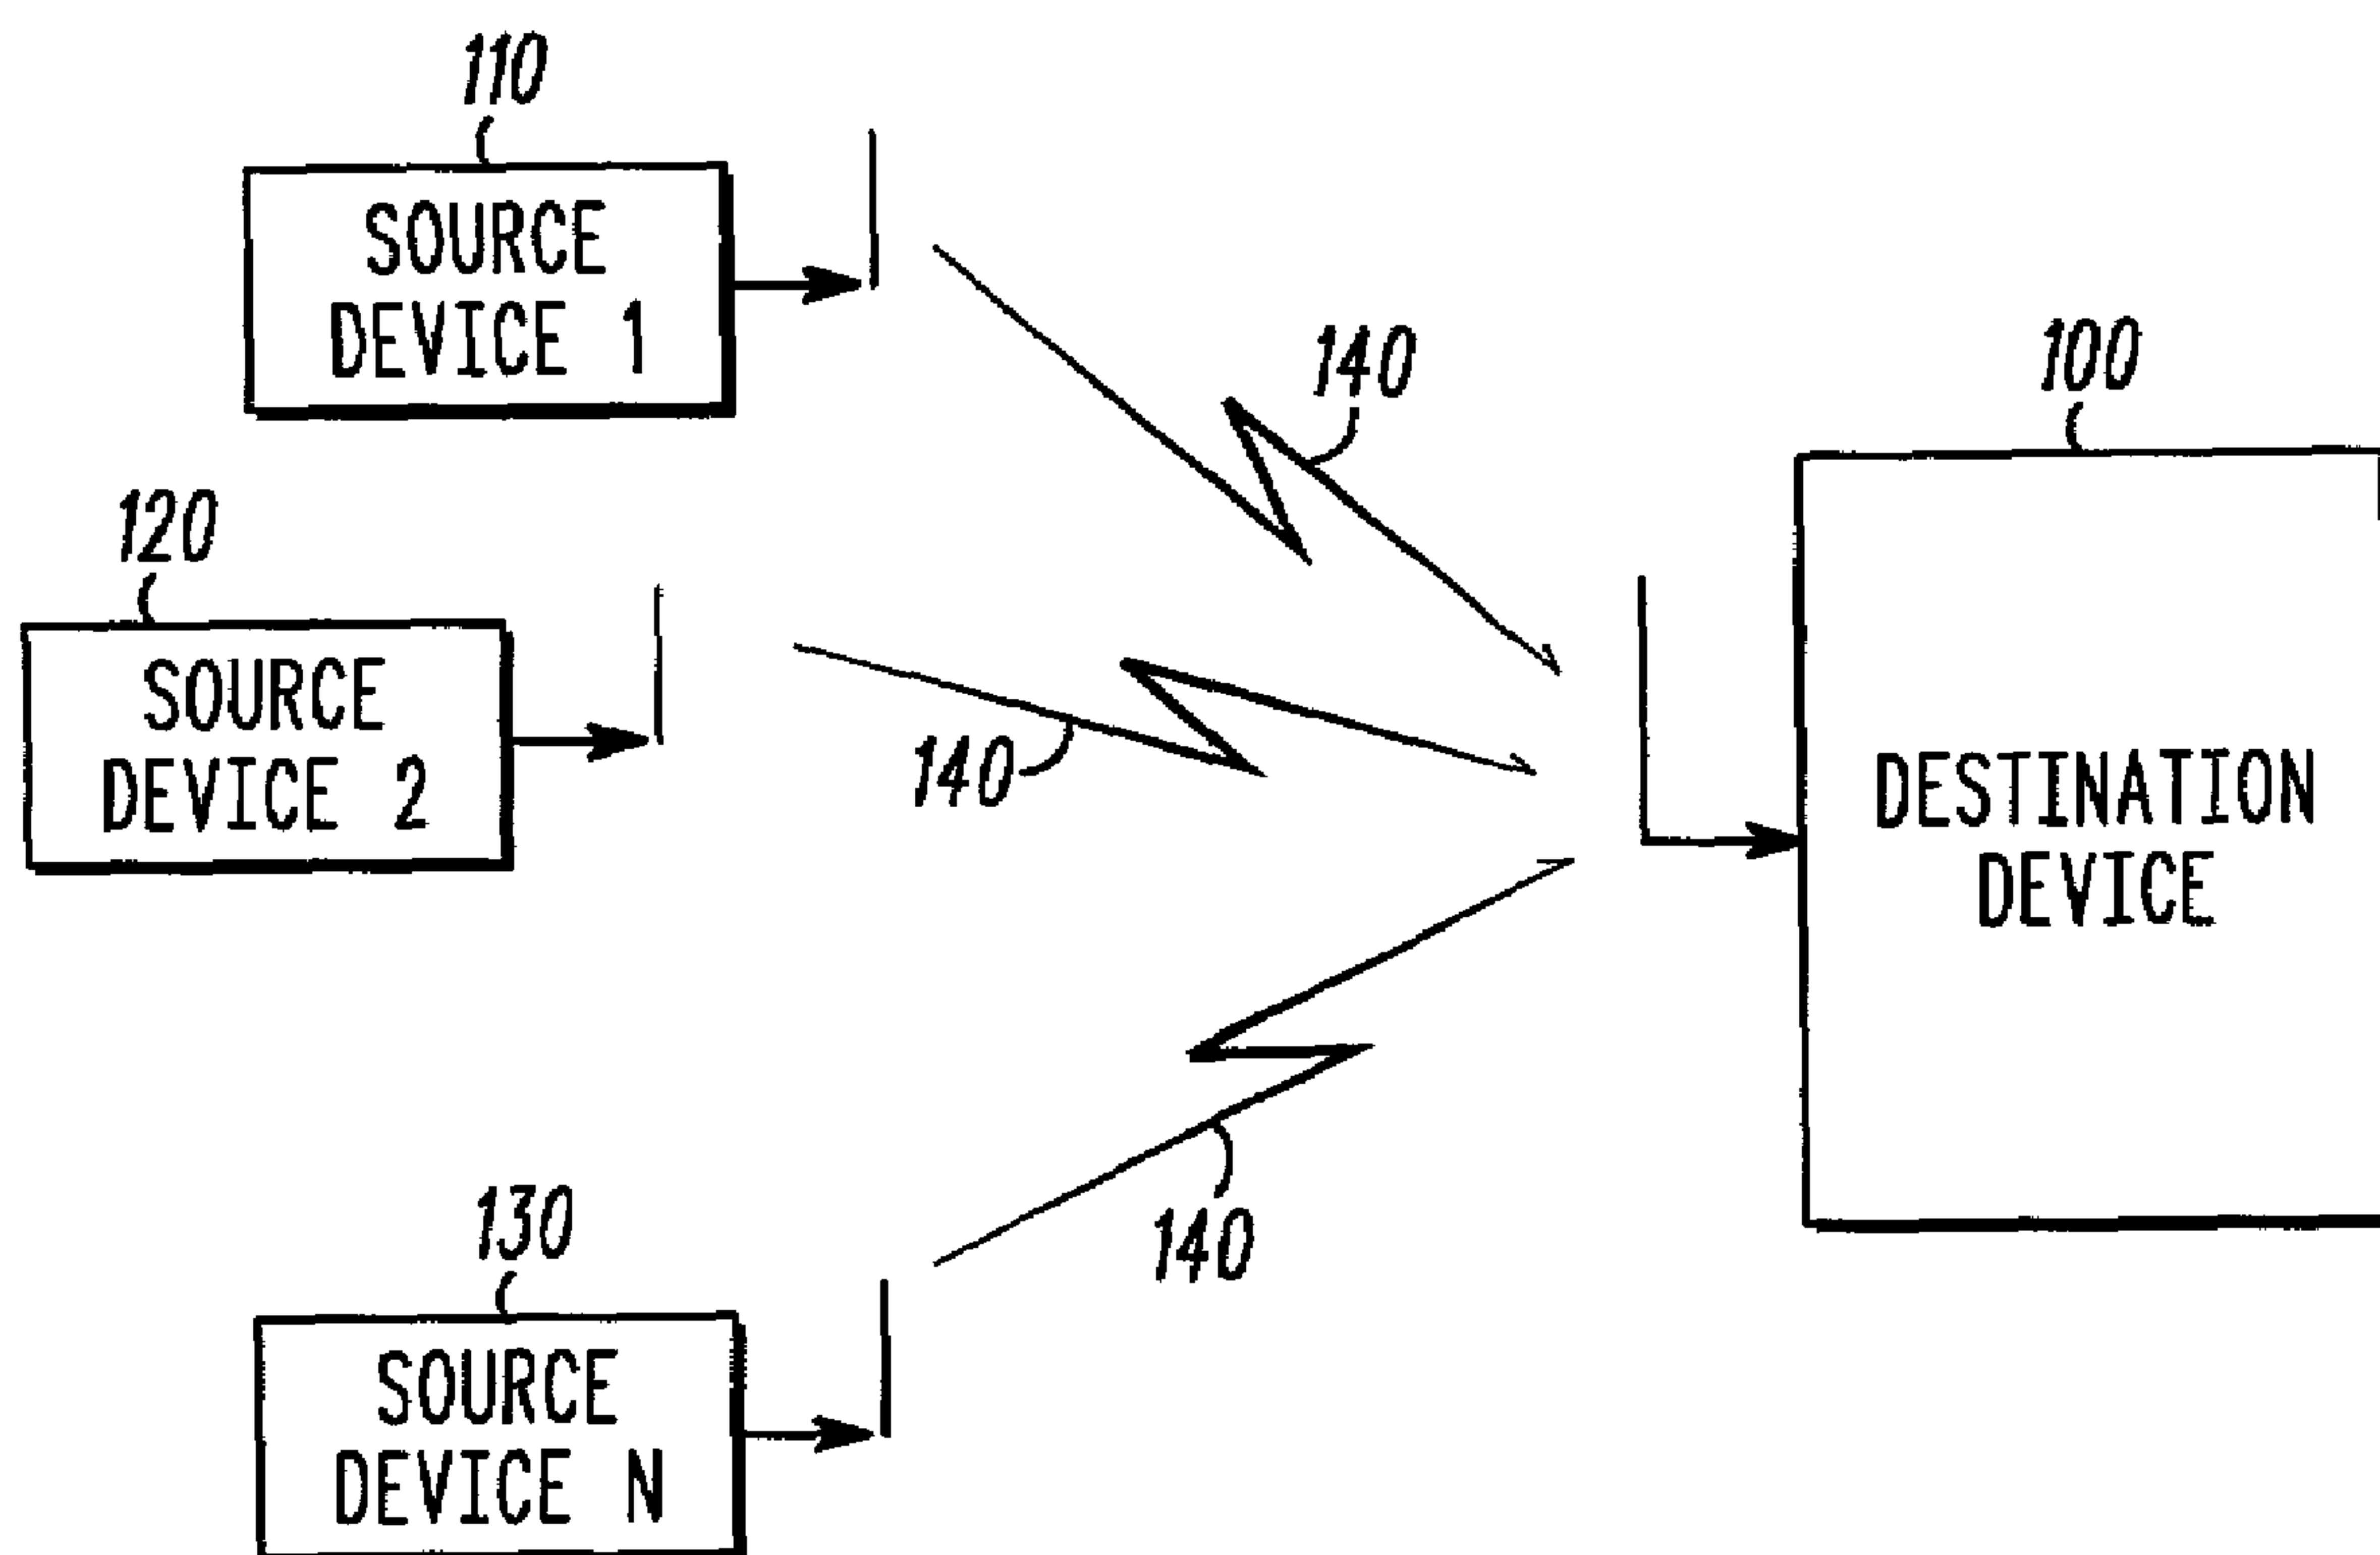 110
SOURCE
DEVICE 1
140
100
120
SOURCE
DEVICE 2
140
DESTINATION
DEVICE
130
140
SOURCE
DEVICE N